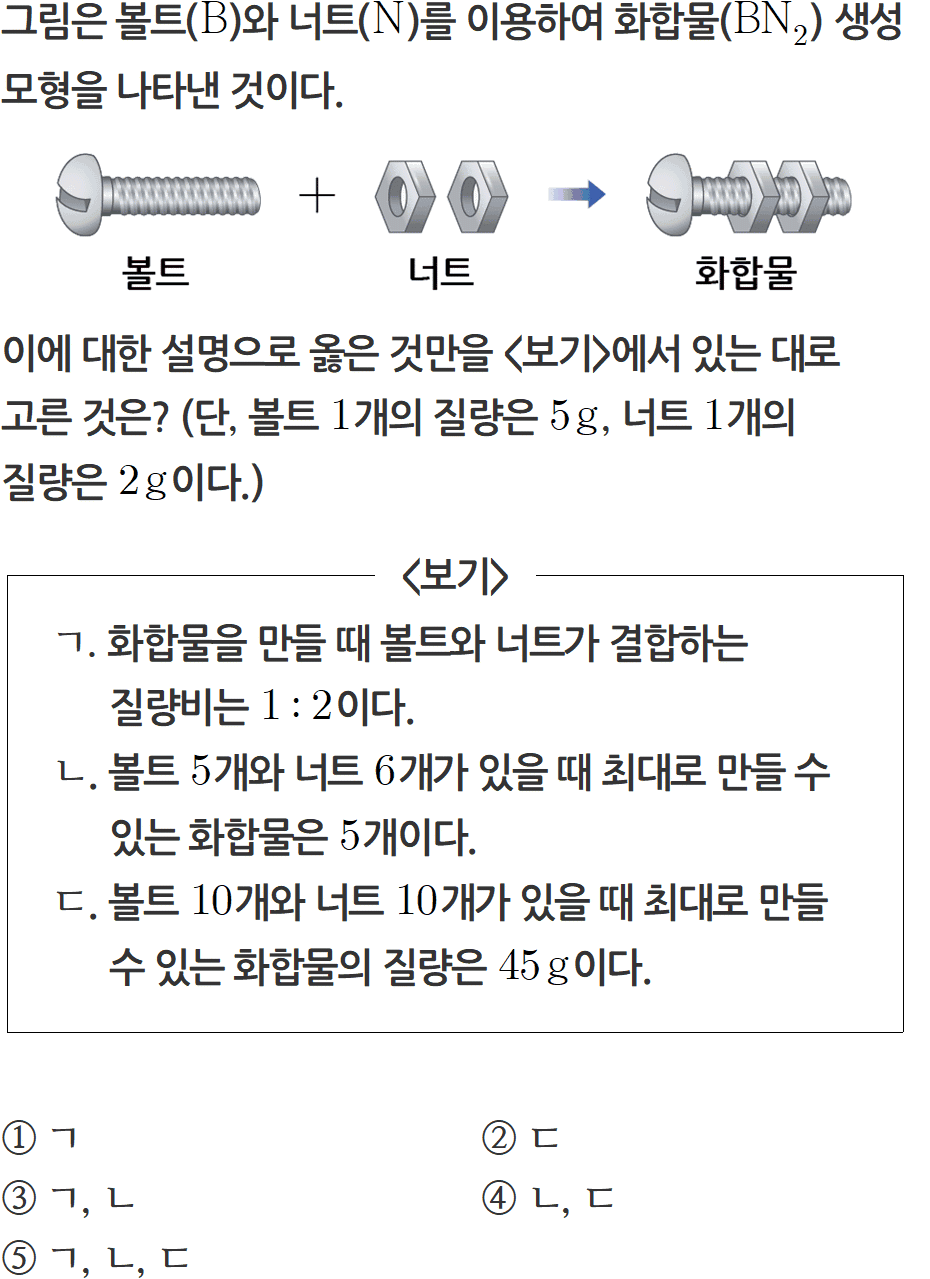 그림은 볼트(B)와 너트(N)를 이용하여 화합물(BN₂) 생성
모형을 나타낸 것이다.
+
볼트 너트 화합물
이에 대한 설명으로 옳은 것만을 <보기>에서 있는 대로
고른 것은? (단, 볼트 1개의 질량은 5 g, 너트 1개의
질량은 2 g이다.)
<보기>
ㄱ. 화합물을 만들 때 볼트와 너트가 결합하는
질량비는 1 : 2이다.
ㄴ. 볼트 5개와 너트 6개가 있을 때 최대로 만들 수
있는 화합물은 5개이다.
ㄷ. 볼트 10개와 너트 10개가 있을 때 최대로 만들
수 있는 화합물의 질량은 45 g이다.
① ㄱ ② ㄷ
③ ㄱ, ㄴ ④ ㄴ, ㄷ
⑤ ㄱ, ㄴ, ㄷ